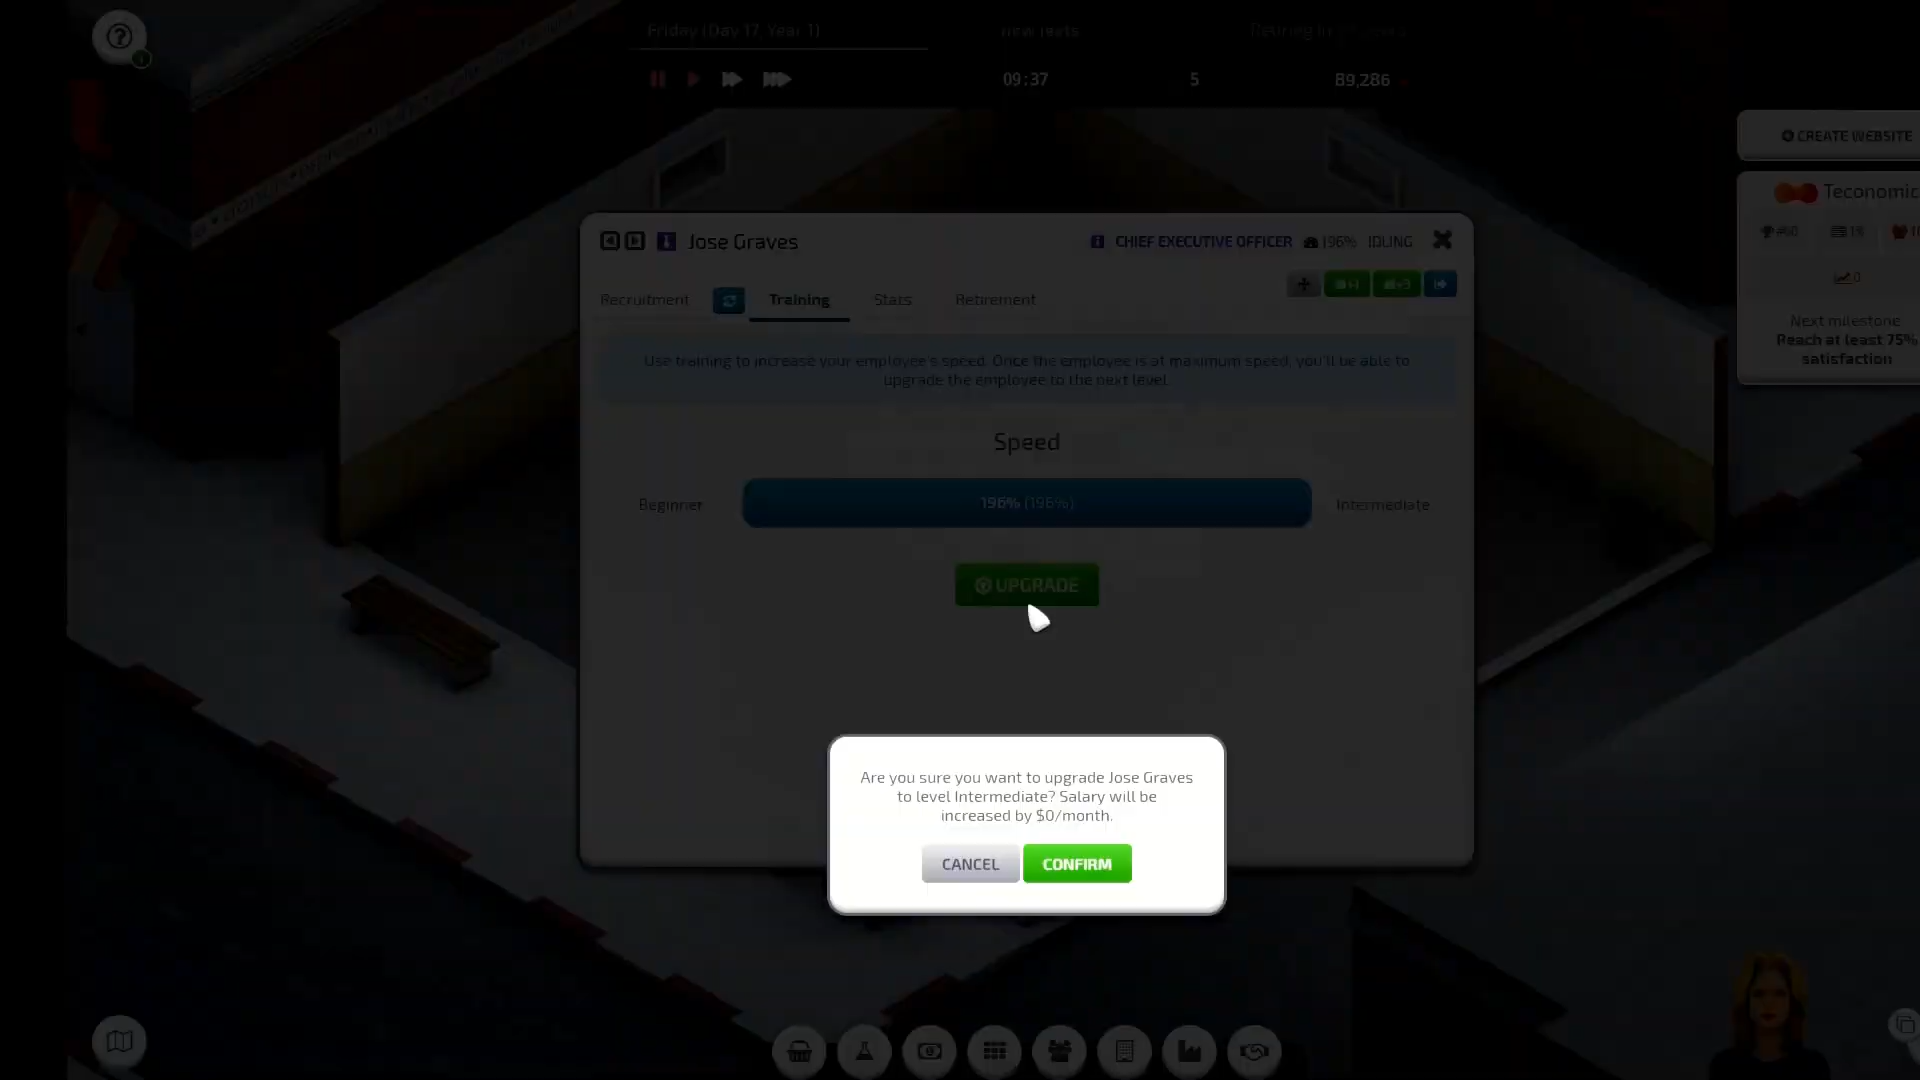 Friday (Day 17, Year 1)
09:37
5
89,286
CREATE WEBSITE
Jose Graves
CHIEF EXECUTIVE OFFICER
196%
IDLING
Recruitment
Training
Stats
Retirement
Use training to increase your employee's speed. Once the employee is at maximum speed, you'll be able to
upgrade the employee to the next level.
Speed
Beginner
196% (196%)
Intermediate
UPGRADE
Next milestone
Reach at least 75%
satisfaction
Are you sure you want to upgrade Jose Graves
to level Intermediate? Salary will be
increased by $0/month.
CANCEL
CONFIRM